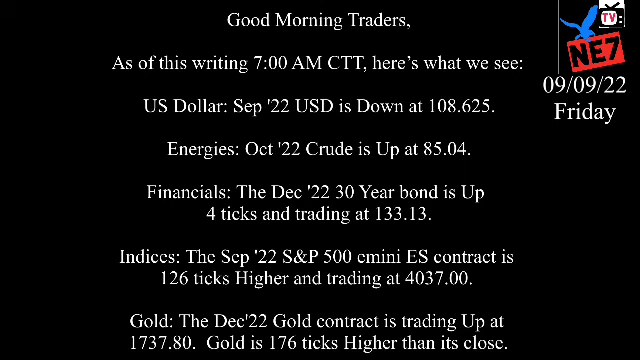 Good Morning Traders,
As of this writing 7:00 AM CTT, here's what we see:
US Dollar: Sep '22 USD is Down at 108.625.
Energies: Oct '22 Crude is Up at 85.04.
Financials: The Dec '22 30 Year bond is Up
4 ticks and trading at 133.13.
Indices: The Sep '22 S&P 500 emini ES contract is
126 ticks Higher and trading at 4037.00.
Gold: The Dec'22 Gold contract is trading Up at
1737.80. Gold is 176 ticks Higher than its close.
TV:
NE7
09/09/22
Friday